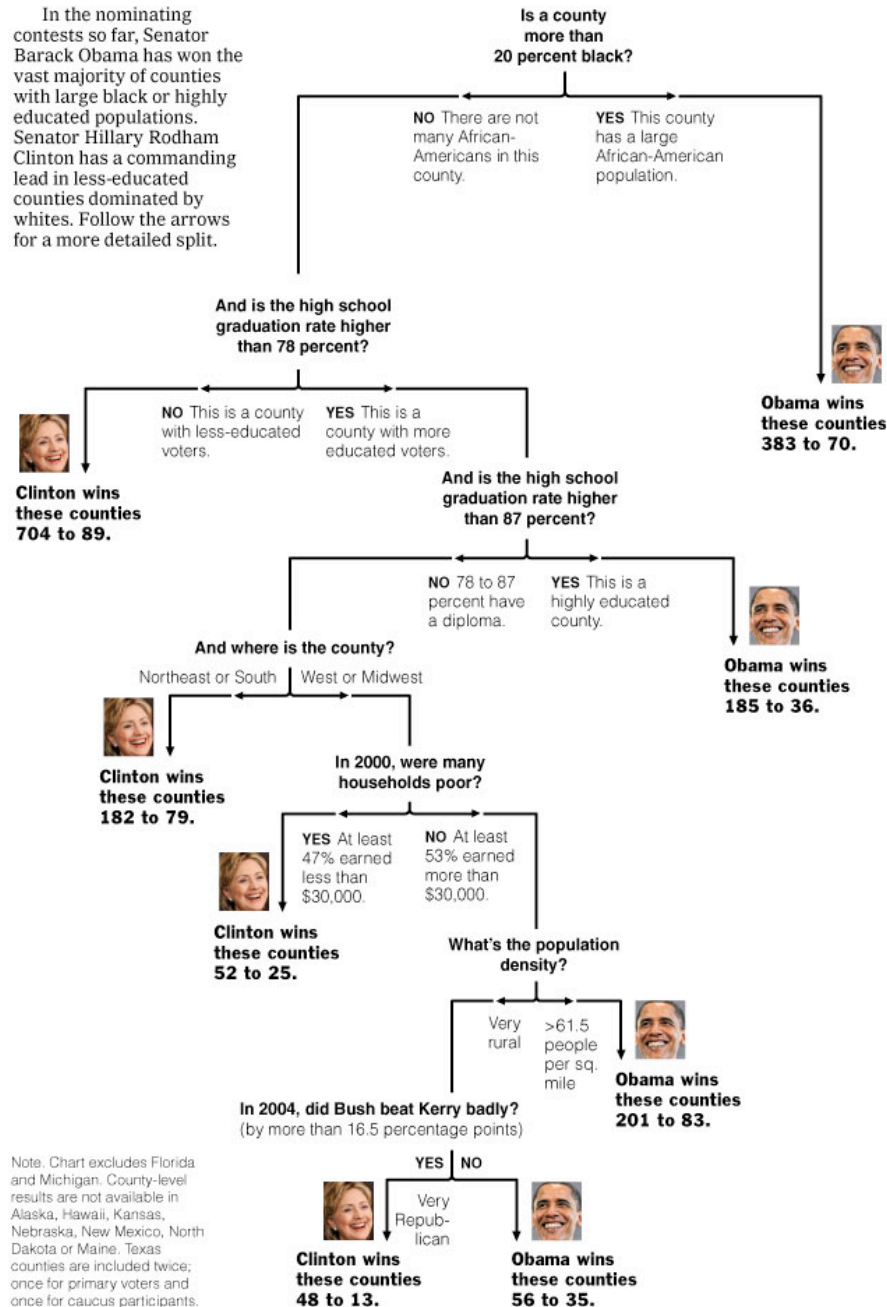 In the nominating
contests so far, Senator
Barack Obama has won the
vast majority of counties
with large black or highly
educated populations.
Senator Hillary Rodham
Clinton has a commanding
lead in less-educated
counties dominated by
whites. Follow the arrows
for a more detailed split.
Is a county
more than
20 percent black?
NO There are not
many African-
Americans in this
county.
YES This county
has a large
African-American
population.
And is the high school
graduation rate higher
than 78 percent?
Obama wins
these counties
383 to 70.
NO This is a county
with less-educated
voters.
YES This is a
county with more
educated voters.
Clinton wins
these counties
704 to 89.
And is the high school
graduation rate higher
than 87 percent?
NO 78 to 87
percent have
a diploma.
YES This is a
highly educated
county.
Obama wins
these counties
185 to 36.
And where is the county?
Northeast or South
West or Midwest
Clinton wins
these counties
182 to 79.
In 2000, were many
households poor?
YES At least
47% earned
less than
$30,000.
NO At least
53% earned
more than
$30,000.
Clinton wins
these counties
52 to 25.
What's the population
density?
Very
rural
>61.5
people
per sq.
mile
Obama wins
these counties
201 to 83.
In 2004, did Bush beat Kerry badly?
(by more than 16.5 percentage points)
YES
NO
Very
Repub-
lican
Clinton wins
these counties
48 to 13.
Obama wins
these counties
56 to 35.
Note. Chart excludes Florida
and Michigan. County-level
results are not available in
Alaska, Hawaii, Kansas,
Nebraska, New Mexico, North
Dakota or Maine. Texas
counties are included twice;
once for primary voters and
once for caucus participants.